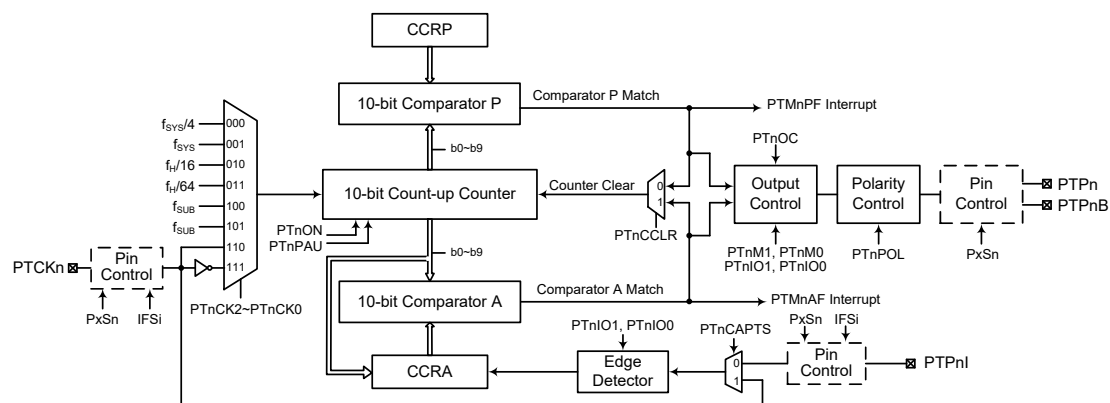 CCRP
10-bit Comparator P
Comparator P Match
PTMnPF Interrupt
fSYS/4
000
fSYS
001
fH/16
010
fH/64
011
fSUB
100
fSUB
101
110
111
b0~b9
PTnOC
10-bit Count-up Counter
Counter Clear
0
1
Output
Control
Polarity
Control
Pin
Control
PTPn
PTPnB
PTnON
PTnPAU
PTnCCLR
PTnM1, PTnM0
PTnIO1, PTnIO0
PTnPOL
PxSn
b0~b9
PTCKn
Pin
Control
PxSn
IFSi
PTnCK2~PTnCK0
10-bit Comparator A
Comparator A Match
PTMnAF Interrupt
PTnIO1, PTnIO0
PTnCAPTS
PxSn
IFSi
CCRA
Edge
Detector
0
1
Pin
Control
PTPnI